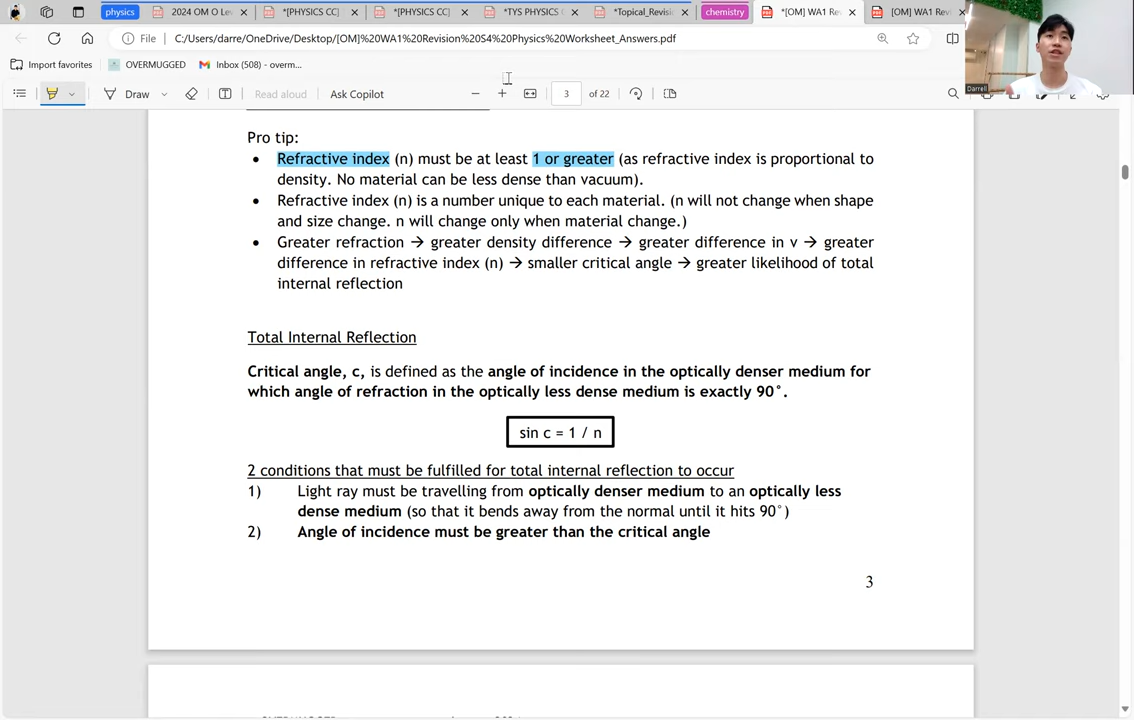 physics
2024 OM O Le
*[PHYSICS CC]
*[PHYSICS CC]
*TYS PHYSICS
*Topical_Revisi
chemistry
*[OM] WA1 Rev
[OM] WA1 Revi
File
C:/Users/darre/OneDrive/Desktop/[OM]%20WA1%20Revision%20S4%20Physics%20Worksheet_Answers.pdf
Import favorites
OVERMUGGED
Inbox (508) - overm...
Draw
Read aloud
Ask Copilot
3
of 22
Darrell
Pro tip:
• Refractive index (n) must be at least 1 or greater (as refractive index is proportional to
density. No material can be less dense than vacuum).
• Refractive index (n) is a number unique to each material. (n will not change when shape
and size change. n will change only when material change.)
• Greater refraction → greater density difference → greater difference in v → greater
difference in refractive index (n) → smaller critical angle → greater likelihood of total
internal reflection
Total Internal Reflection
Critical angle, c, is defined as the angle of incidence in the optically denser medium for
which angle of refraction in the optically less dense medium is exactly 90°.
sin c = 1 / n
2 conditions that must be fulfilled for total internal reflection to occur
1) Light ray must be travelling from optically denser medium to an optically less
dense medium (so that it bends away from the normal until it hits 90°)
2) Angle of incidence must be greater than the critical angle
3